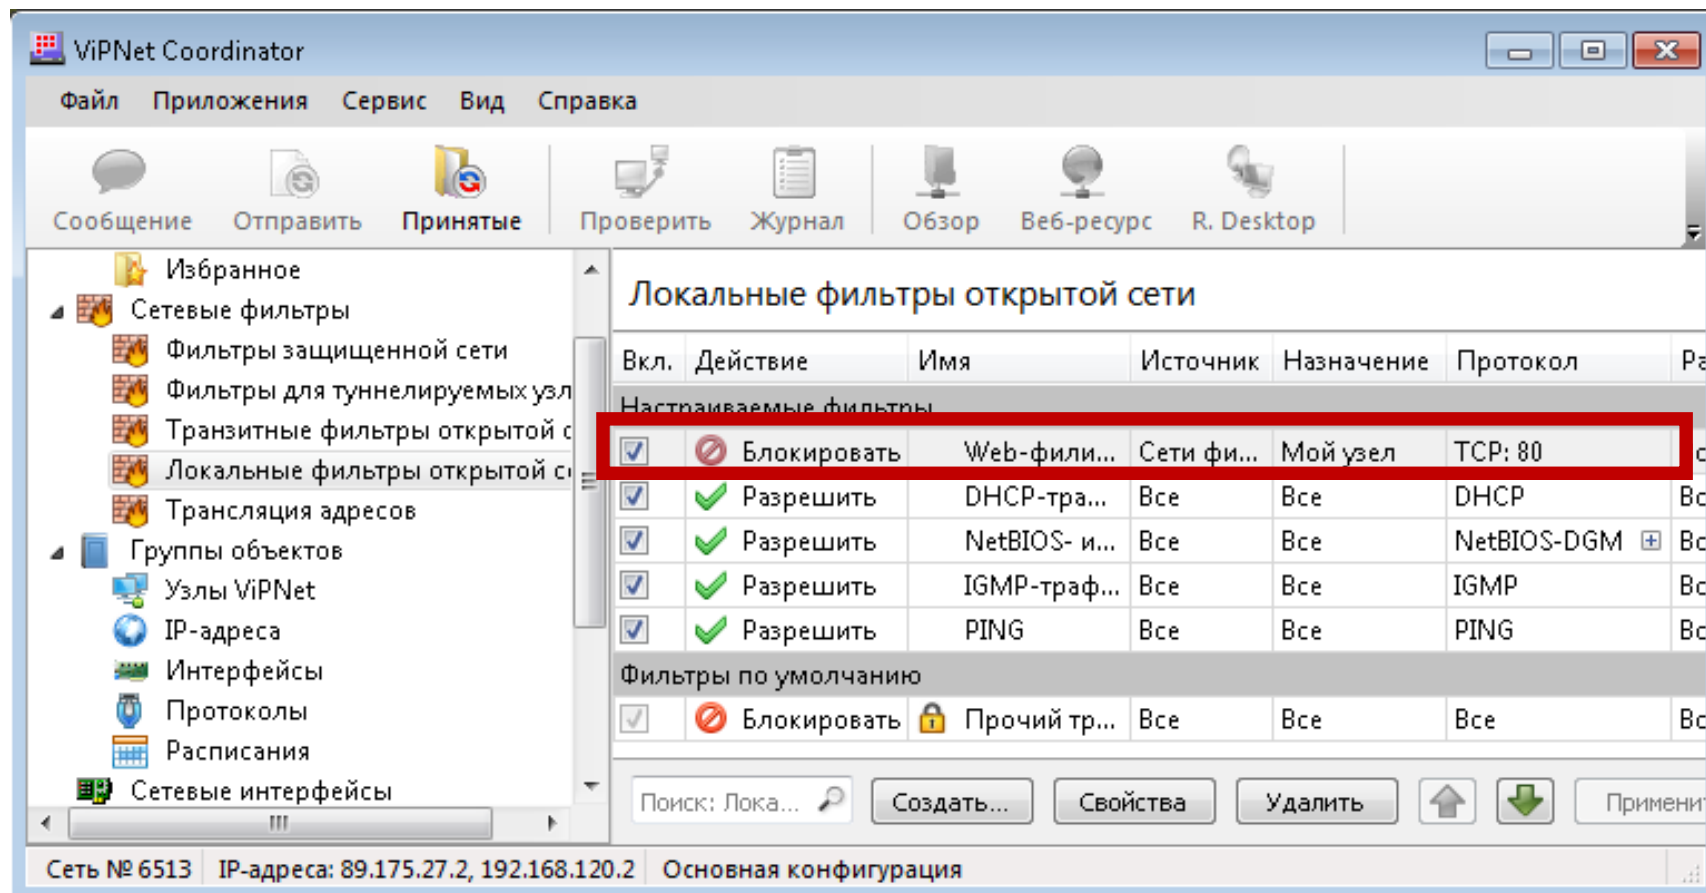 ViPNet Coordinator
Файл Приложения Сервис Вид Справка
Сообщение Отправить Принятые Проверить Журнал Обзор Веб-ресурс R. Desktop
Избранное
Сетевые фильтры
Фильтры защищенной сети
Фильтры для туннелируемых узл
Транзитные фильтры открытой с
Локальные фильтры открытой се
Трансляция адресов
Группы объектов
Узлы ViPNet
IP-адреса
Интерфейсы
Протоколы
Расписания
Сетевые интерфейсы
Локальные фильтры открытой сети
Вкл. Действие Имя Источник Назначение Протокол Ра
Настраиваемые фильтры
Блокировать Web-фили... Сети фи... Мой узел TCP: 80
Разрешить DHCP-тра... Все Все DHCP Вс
Разрешить NetBIOS- и... Все Все NetBIOS-DGM Вс
Разрешить IGMP-траф... Все Все IGMP Вс
Разрешить PING Все Все PING Вс
Фильтры по умолчанию
Блокировать Прочий тр... Все Все Все Вс
Поиск: Лока... Создать... Свойства Удалить Применит
Сеть № 6513 IP-адреса: 89.175.27.2, 192.168.120.2 Основная конфигурация